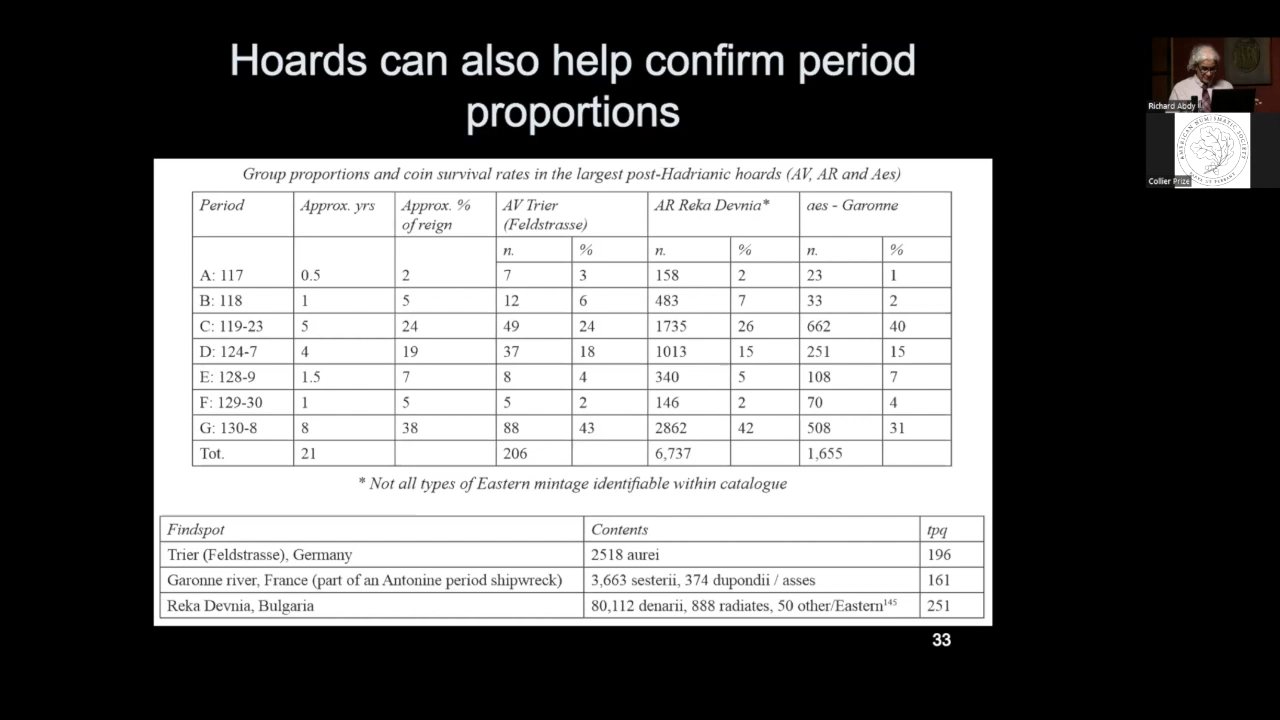 Hoards can also help confirm period
proportions
Group proportions and coin survival rates in the largest post-Hadrianic hoards (AV, AR and Aes)
Period Approx. yrs Approx. % of reign AV Trier (Feldstrasse) AR Reka Devnia* aes - Garonne
n. % n. % n. %
A: 117 0.5 2 7 3 158 2 23 1
B: 118 1 5 12 6 483 7 33 2
C: 119-23 5 24 49 24 1735 26 662 40
D: 124-7 4 19 37 18 1013 15 251 15
E: 128-9 1.5 7 8 4 340 5 108 7
F: 129-30 1 5 5 2 146 2 70 4
G: 130-8 8 38 88 43 2862 42 508 31
Tot. 21 206 6,737 1,655
* Not all types of Eastern mintage identifiable within catalogue
Findspot Contents tpq
Trier (Feldstrasse), Germany 2518 aurei 196
Garonne river, France (part of an Antonine period shipwreck) 3,663 sesterii, 374 dupondii / asses 161
Reka Devnia, Bulgaria 80,112 denarii, 888 radiates, 50 other/Eastern¹⁴⁵ 251
33
Richard Abdy
AMERICAN NUMISMATIC SOCIETY
Collier Prize